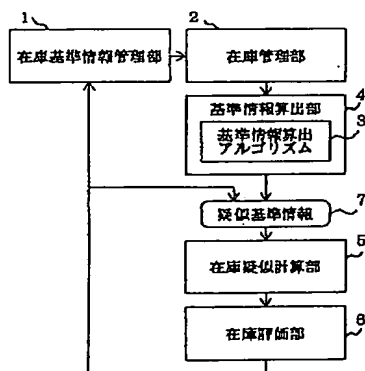 1
在庫基準情報管理部
2
在庫管理部
4
基準情報算出部
3
基準情報算出
アルゴリズム
7
疑似基準情報
5
在庫疑似計算部
6
在庫評価部